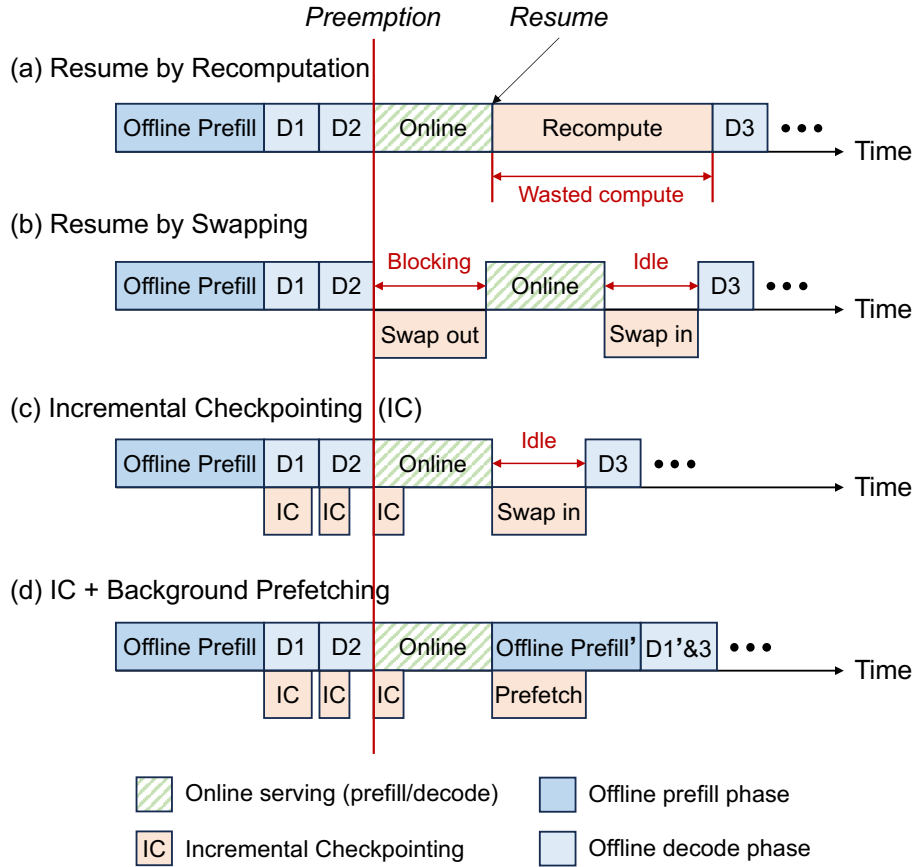 Preemption Resume
(a) Resume by Recomputation
Offline Prefill D1 D2 Online Recompute D3 ••• Time
Wasted compute
(b) Resume by Swapping
Blocking Idle
Offline Prefill D1 D2 Online D3 ••• Time
Swap out Swap in
(c) Incremental Checkpointing (IC)
Idle
Offline Prefill D1 D2 Online D3 ••• Time
IC IC IC Swap in
(d) IC + Background Prefetching
Offline Prefill D1 D2 Online Offline Prefill’ D1’&3 ••• Time
IC IC IC Prefetch
Online serving (prefill/decode) Offline prefill phase
IC Incremental Checkpointing Offline decode phase